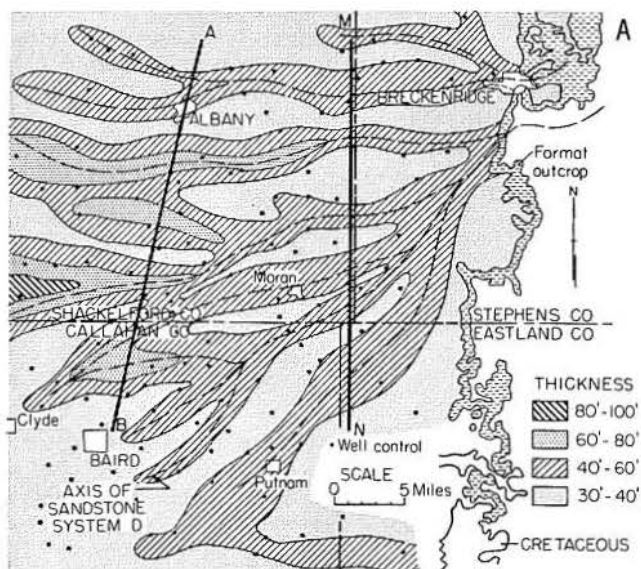 A
M
A
BRECKENRIDGE
ALBANY
Format
outcrop
N
Moran
SHACKELFORD CO
CALLAHAN CO
STEPHENS CO
EASTLAND CO
THICKNESS
80'-100'
60'-80'
40'-60'
30'-40'
Clyde
B
BAIRD
N
Well control
Putnam
SCALE
0 5 Miles
AXIS OF
SANDSTONE
SYSTEM D
CRETACEOUS